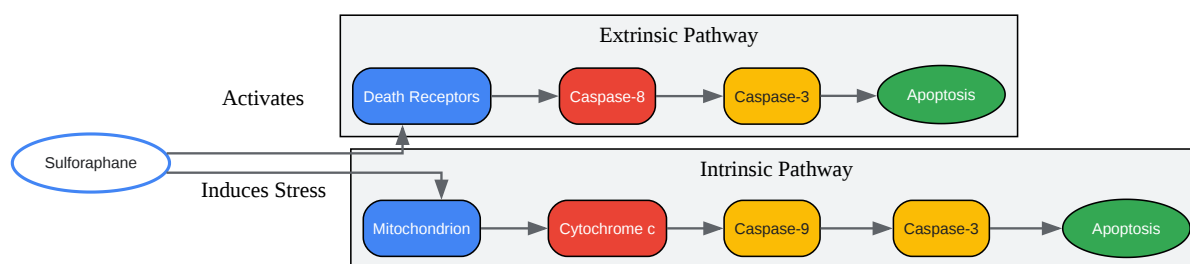 Extrinsic Pathway
Death Receptors
Caspase-8
Caspase-3
Apoptosis
Activates
Sulforaphane
Induces Stress
Intrinsic Pathway
Mitochondrion
Cytochrome c
Caspase-9
Caspase-3
Apoptosis